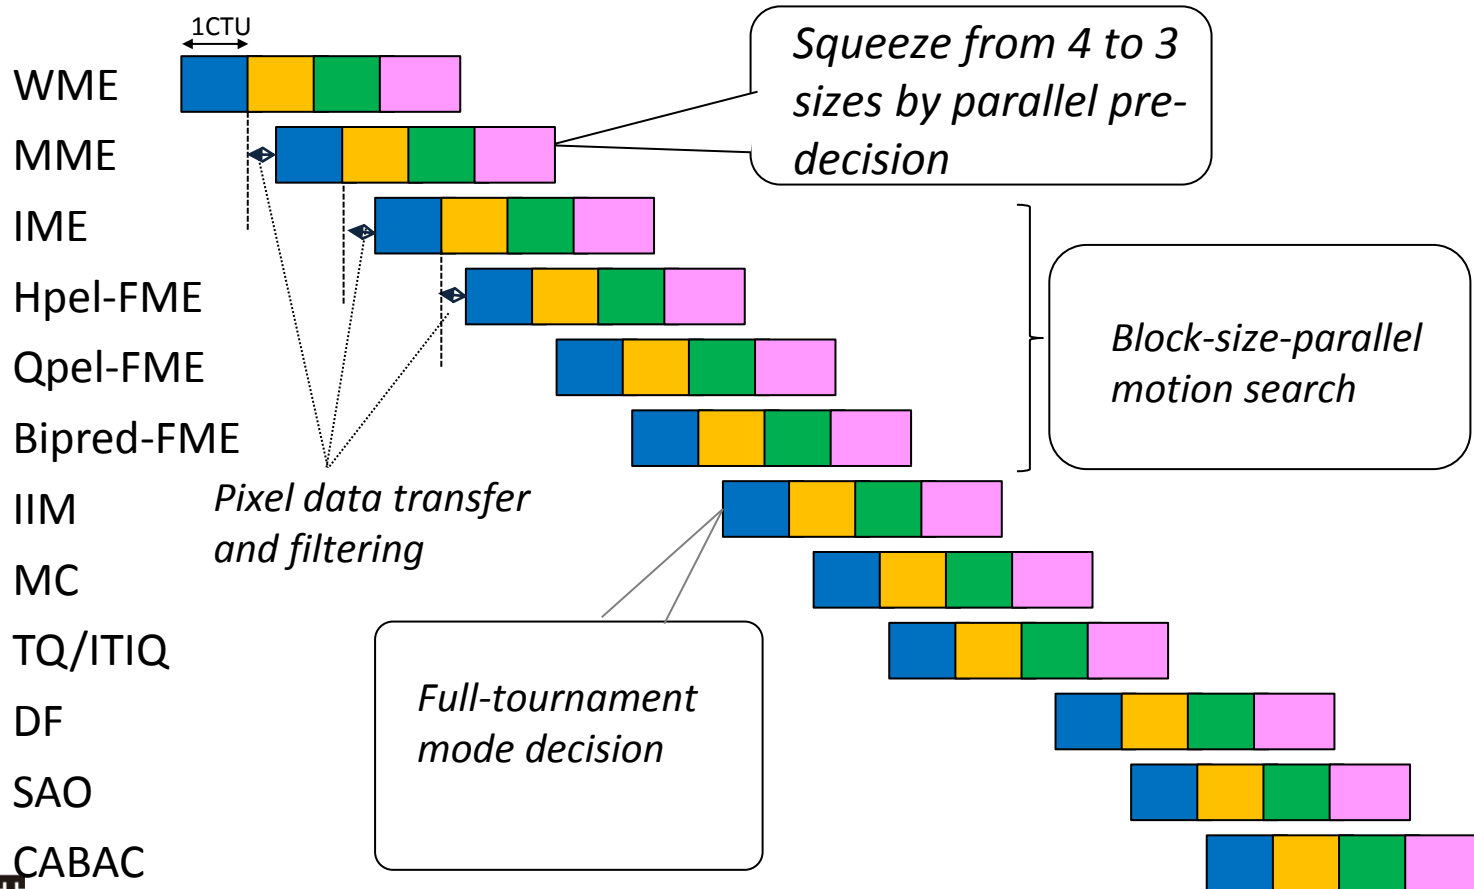 1CTU
WME
MME
IME
Hpel-FME
Qpel-FME
Bipred-FME
IIM
MC
TQ/ITIQ
DF
SAO
CABAC
Squeeze from 4 to 3
sizes by parallel pre-
decision
Block-size-parallel
motion search
Pixel data transfer
and filtering
Full-tournament
mode decision